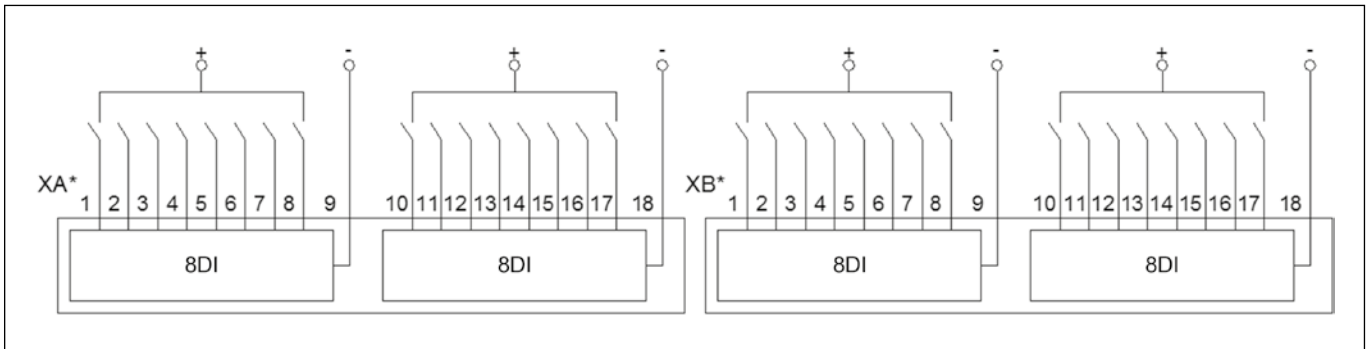 + - + - + - + -
XA* 1 2 3 4 5 6 7 8 9 10 11 12 13 14 15 16 17 18 XB* 1 2 3 4 5 6 7 8 9 10 11 12 13 14 15 16 17 18
8DI 8DI 8DI 8DI